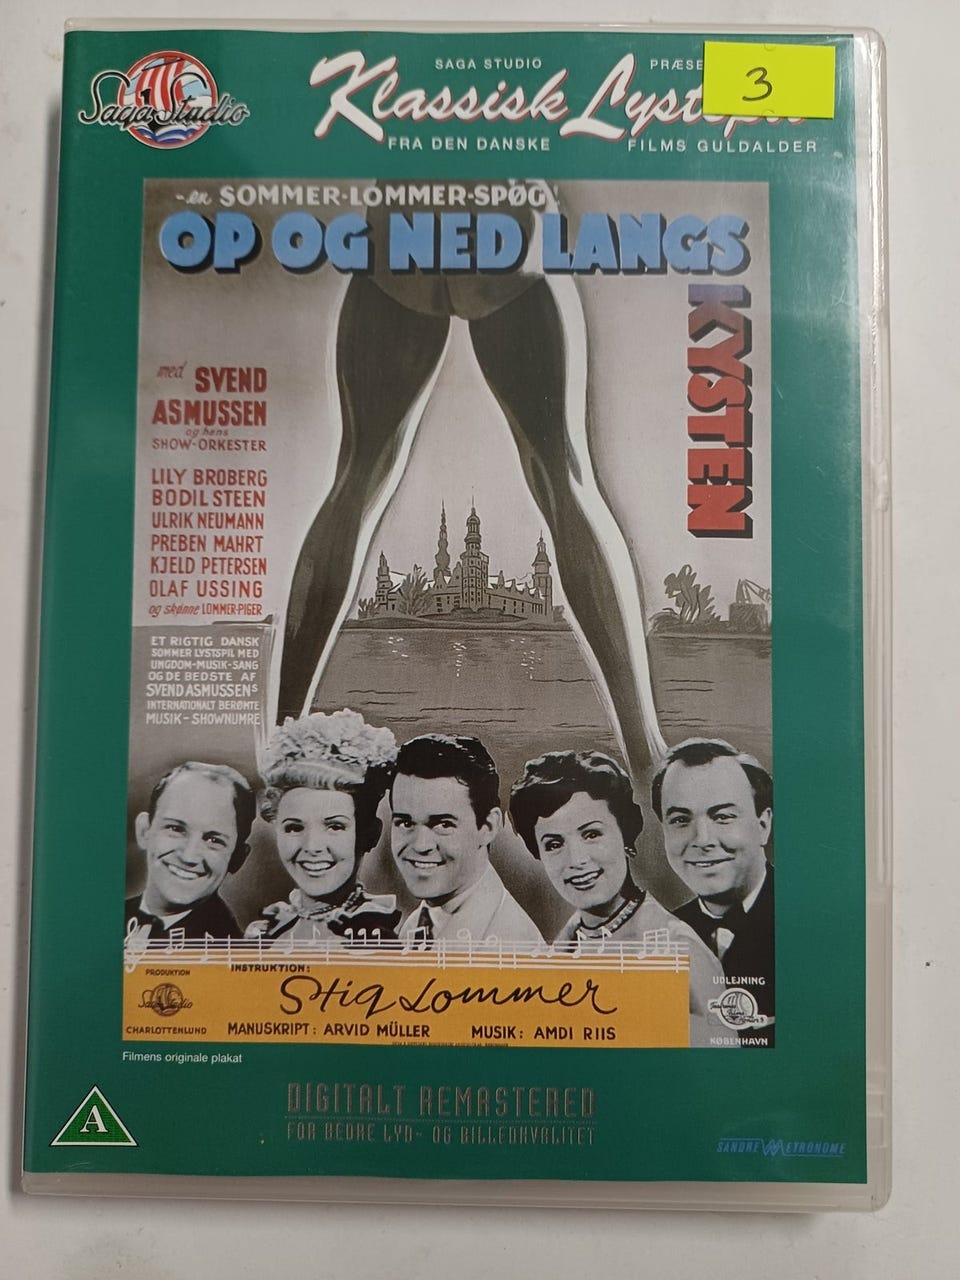 Saga Studio
SAGA STUDIO
3
Klassisk
FRA DEN DANSKE
FILMS GULDALDER
- en SOMMER-LOMMER-SPØG!
OP OG NED LANGS
KYSTEN
med SVEND
ASMUSSEN
og hans
SHOW-ORKESTER
LILY BROBERG
BODIL STEEN
ULRIK NEUMANN
PREBEN MAHRT
KJELD PETERSEN
OLAF USSING
og skønne LOMMER-PIGER
ET RIGTIG DANSK
SOMMER LYSTSPIL MED
UNGDOM-MUSIK-SANG
OG DE BEDSTE AF
SVEND ASMUSSENS
INTERNATIONALT BERØMTE
MUSIK - SHOWNUMRE
PRODUKTION
Saga Studio
CHARLOTTENLUND
INSTRUKTION:
Stig Lommer
MANUSKRIPT: ARVID MÜLLER
MUSIK: AMDI RIIS
UDLEJNING
KØBENHAVN
Filmens originale plakat
A
DIGITALT REMASTERED
FOR BEDRE LYD- OG BILLEDKVALITET
SANDREW METRONOME